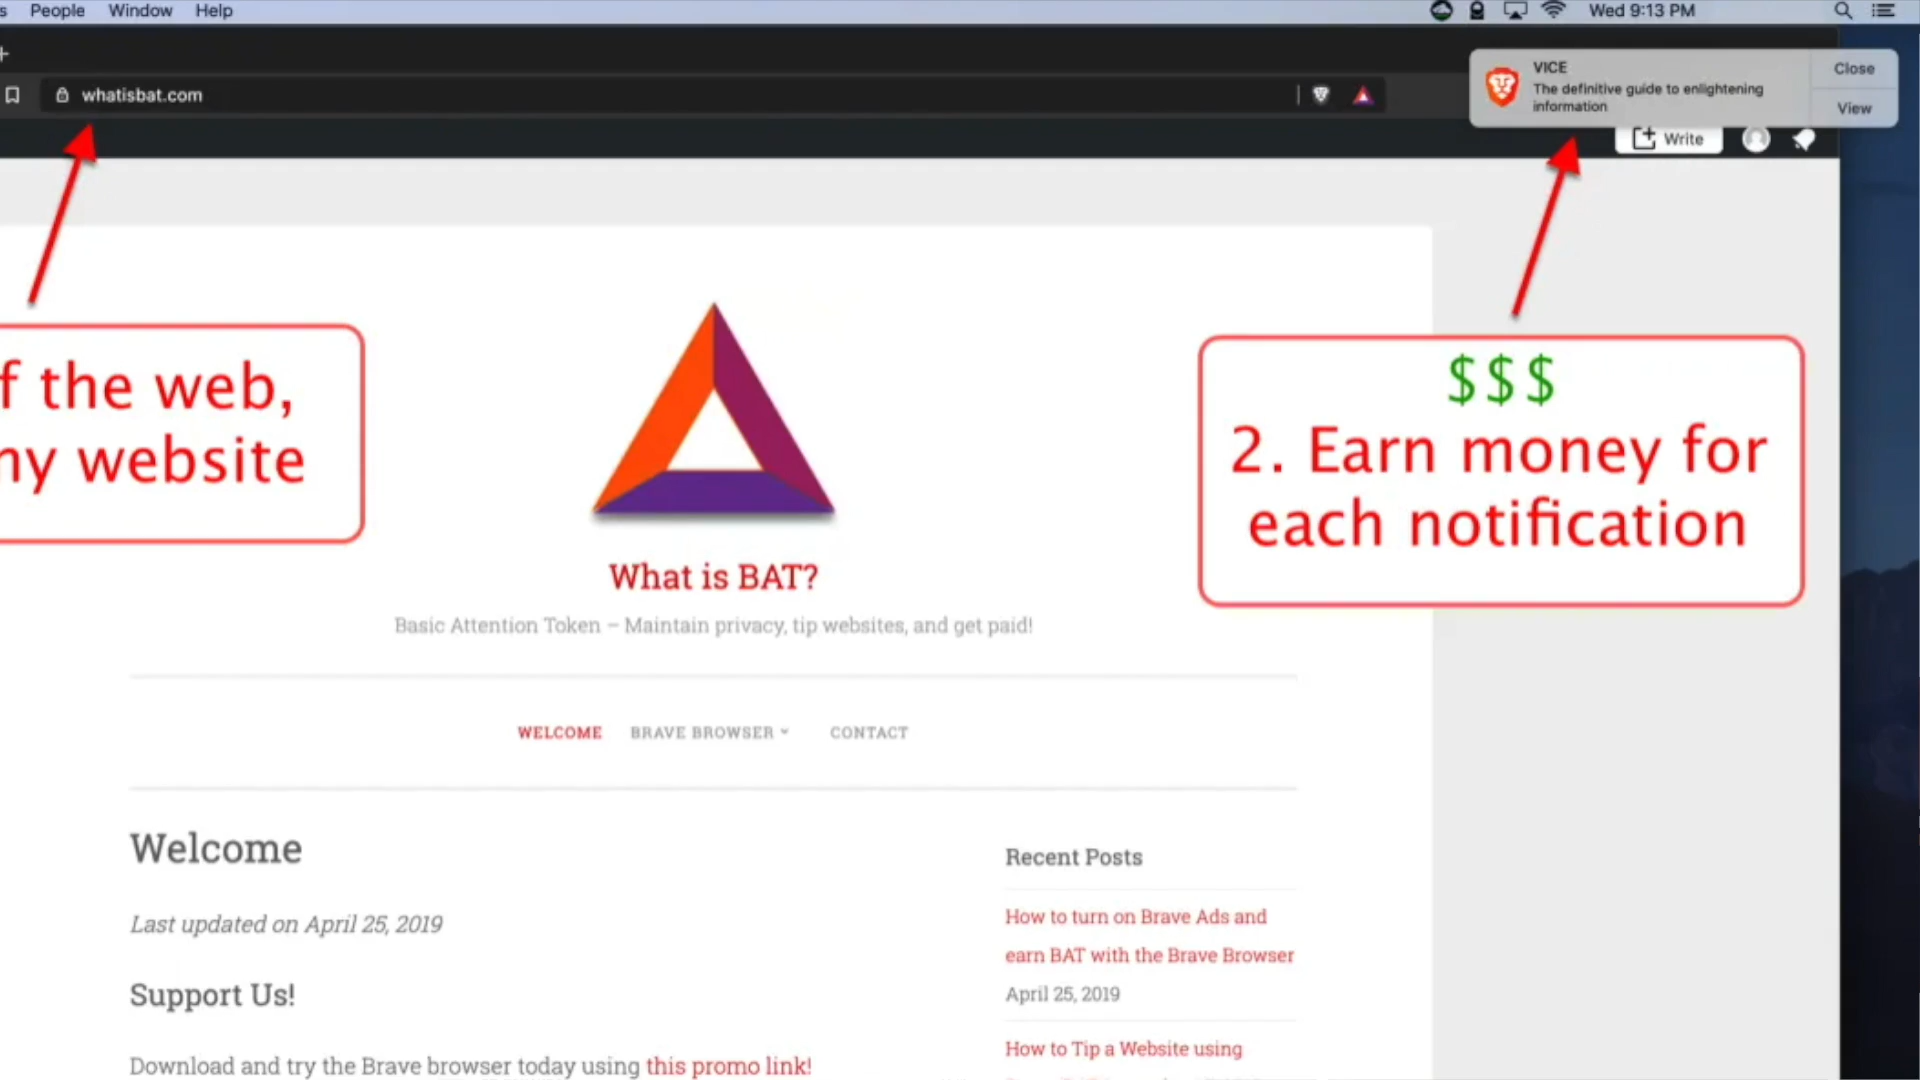 People Window Help
Wed 9:13 PM
whatisbat.com
VICE
The definitive guide to enlightening
information
Close
View
Write
the web,
website
$$$
2. Earn money for
each notification
What is BAT?
Basic Attention Token – Maintain privacy, tip websites, and get paid!
WELCOME BRAVE BROWSER CONTACT
Welcome
Last updated on April 25, 2019
Support Us!
Download and try the Brave browser today using this promo link!
Recent Posts
How to turn on Brave Ads and
earn BAT with the Brave Browser
April 25, 2019
How to Tip a Website using